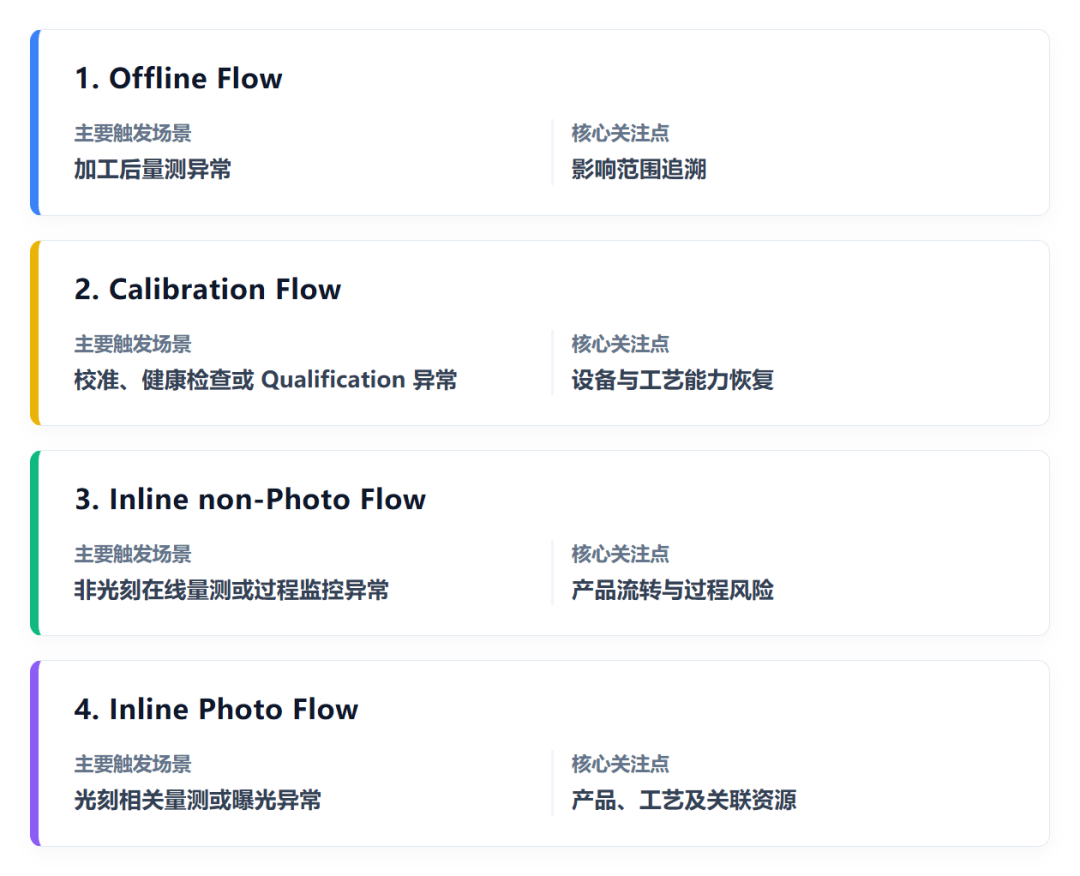 1. Offline Flow
主要触发场景
加工后量测异常
核心关注点
影响范围追溯
2. Calibration Flow
主要触发场景
校准、健康检查或 Qualification 异常
核心关注点
设备与工艺能力恢复
3. Inline non-Photo Flow
主要触发场景
非光刻在线量测或过程监控异常
核心关注点
产品流转与过程风险
4. Inline Photo Flow
主要触发场景
光刻相关量测或曝光异常
核心关注点
产品、工艺及关联资源